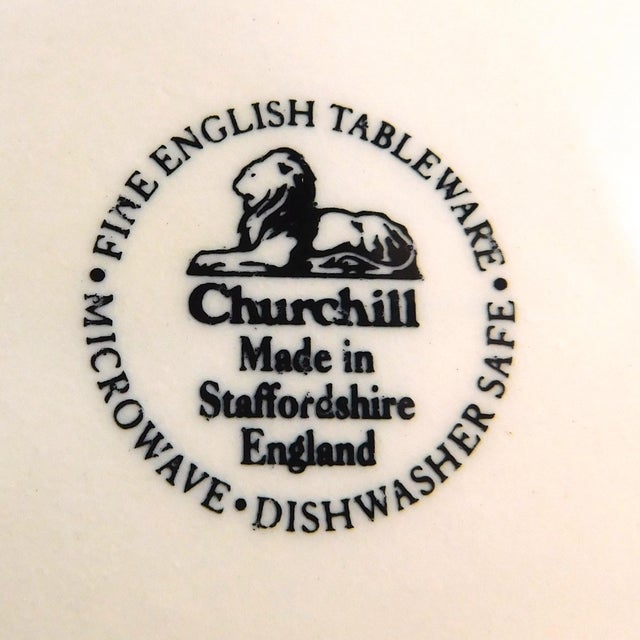 FINE ENGLISH TABLEWARE
Churchill
Made in
Staffordshire
England
MICROWAVE • DISHWASHER SAFE